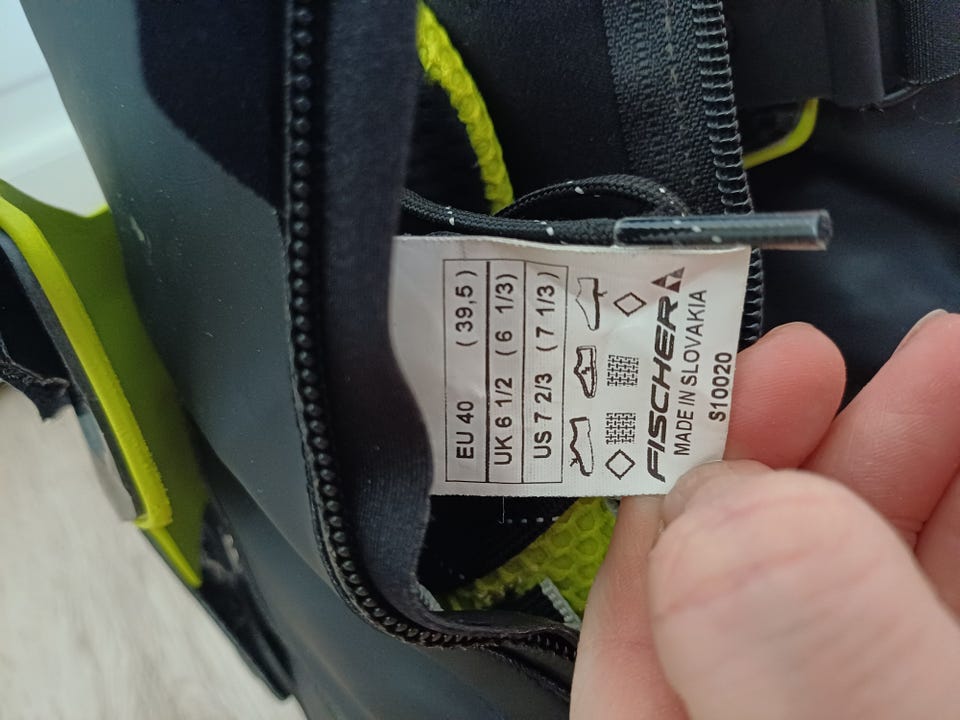 EU 40 ( 39,5 )
UK 6 1/2 ( 6 1/3)
US 7 2/3 ( 7 1/3)
FISCHER
MADE IN SLOVAKIA
S10020